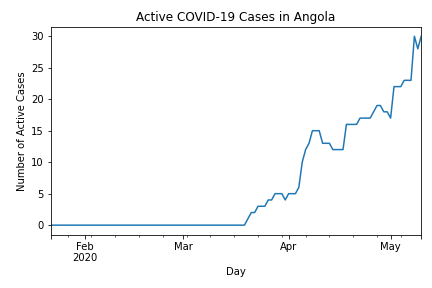 Active COVID-19 Cases in Angola
Number of Active Cases
30
25
20
15
10
5
0
Feb
2020
Mar
Apr
May
Day